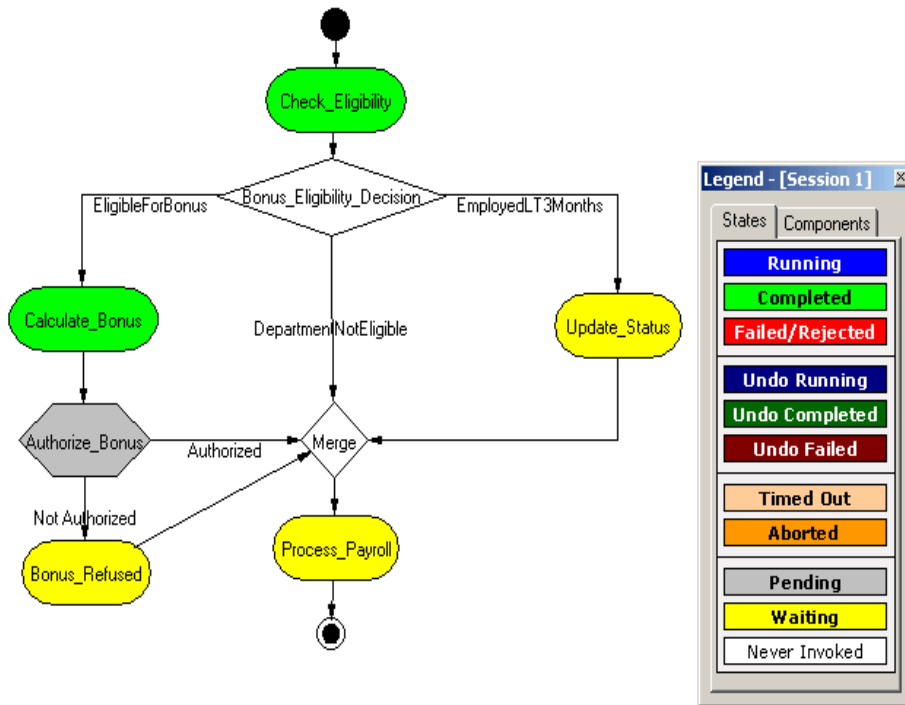 Check_Eligibility
Bonus_Eligibility_Decision
EligibleForBonus
EmployedLT3Months
Calculate_Bonus
DepartmentNotEligible
Update_Status
Authorize_Bonus
Authorized
Merge
Not Authorized
Bonus_Refused
Process_Payroll
Legend - [Session 1]
States
Components
Running
Completed
Failed/Rejected
Undo Running
Undo Completed
Undo Failed
Timed Out
Aborted
Pending
Waiting
Never Invoked